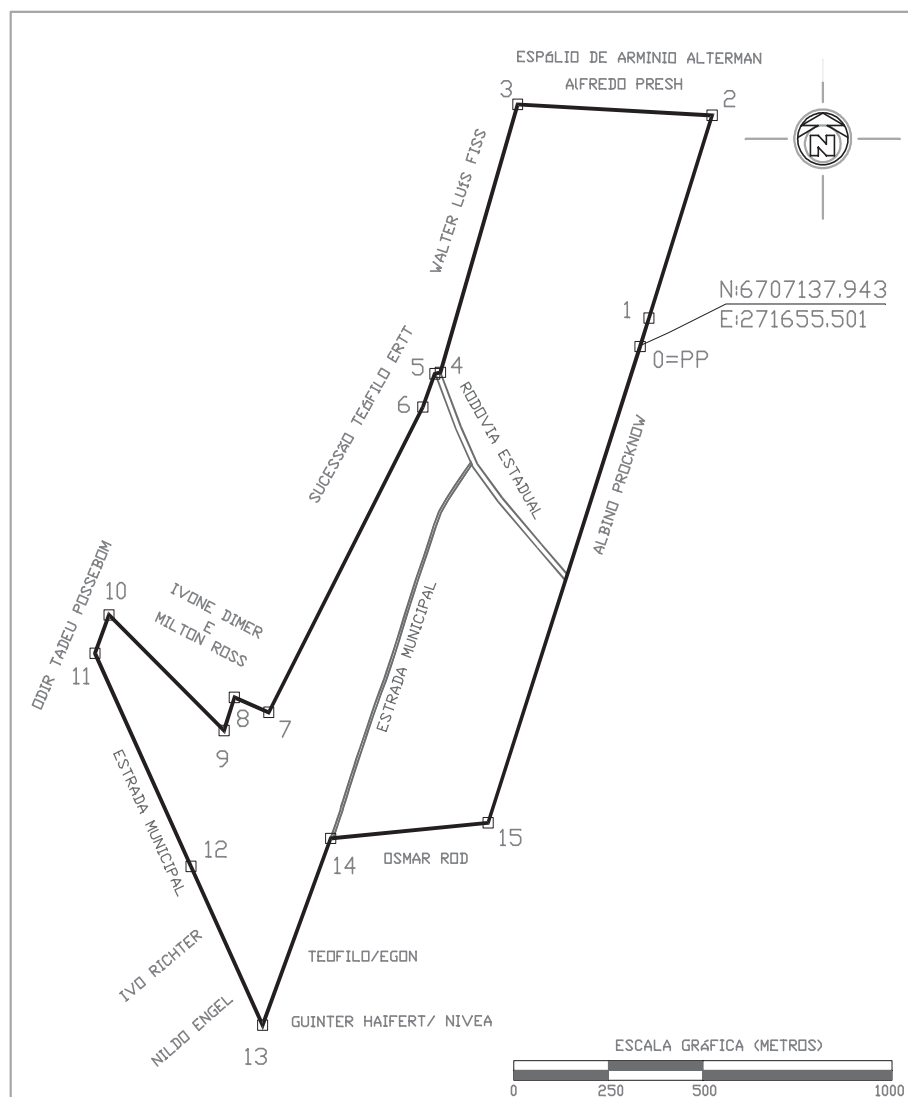 ESPóLIO DE ARMINIO ALTERMAN
AlFREDO PRESH
3
2
N
WALTER LUíS FISS
N:6707137.943
E:271655.501
1
0=PP
5
4
6
SUCESSÃO TEóFILO ERTT
RODOVIA ESTADUAL
ALBINO PROCKNOW
10
IVONE DIMER
E
MILTON ROSS
ODIR TADEU POSSEBOM
11
ESTRADA MUNICIPAL
8
7
9
ESTRADA MUNICIPAL
12
15
14
OSMAR ROD
IVO RICHTER
TEOFILO/EGON
NILDO ENGEL
GUINTER HAIFERT/ NIVEA
13
ESCALA GRáFICA (METROS)
0 250 500 1000